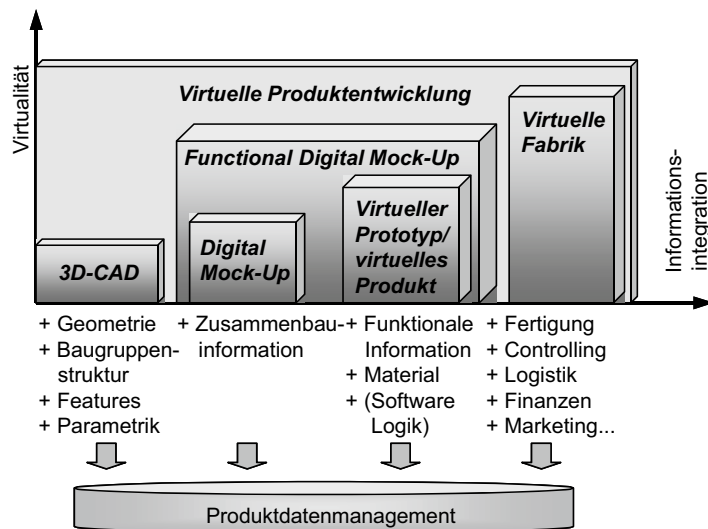 Virtualität
Virtuelle Produktentwicklung
Functional Digital Mock-Up
Virtuelle
Fabrik
Virtueller
Prototyp/
virtuelles
Produkt
Digital
Mock-Up
3D-CAD
Informations-
integration
+ Geometrie
+ Baugruppen-
struktur
+ Features
+ Parametrik
+ Zusammenbau-
information
+ Funktionale
Information
+ Material
+ (Software
Logik)
+ Fertigung
+ Controlling
+ Logistik
+ Finanzen
+ Marketing...
Produktdatenmanagement